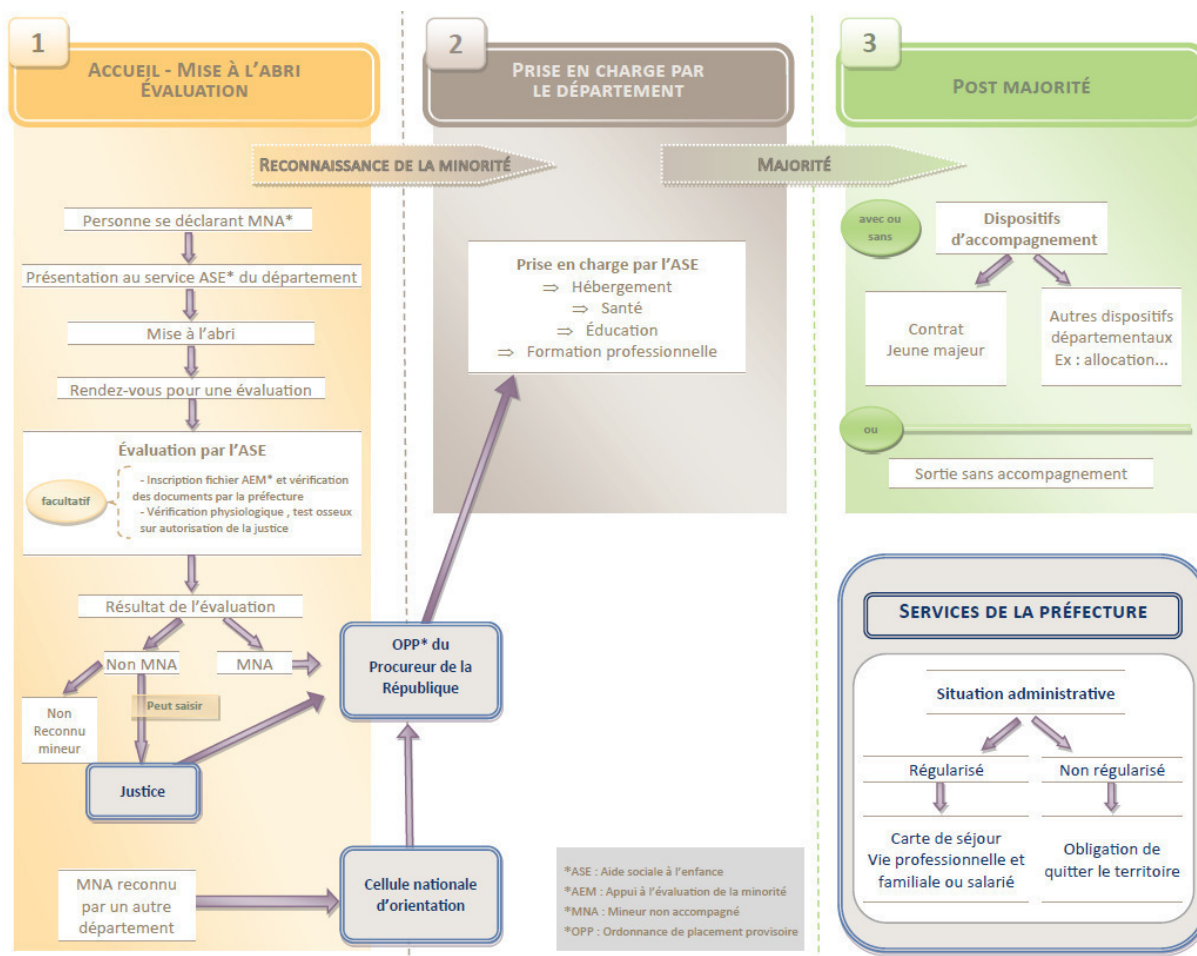 1
ACCUEIL - MISE À L'ABRI
ÉVALUATION
2
PRISE EN CHARGE PAR
LE DÉPARTEMENT
3
POST MAJORITÉ
RECONNAISSANCE DE LA MINORITÉ
MAJORITÉ
Personne se déclarant MNA*
Présentation au service ASE* du département
Mise à l'abri
Rendez-vous pour une évaluation
Évaluation par l'ASE
facultatif
- Inscription fichier AEM* et vérification
des documents par la préfecture
- Vérification physiologique , test osseux
sur autorisation de la justice
Résultat de l'évaluation
Non MNA
MNA
Non
Reconnu
mineur
Peut saisir
Justice
MNA reconnu
par un autre
département
Cellule nationale
d'orientation
OPP* du
Procureur de la
République
Prise en charge par l'ASE
⇒ Hébergement
⇒ Santé
⇒ Éducation
⇒ Formation professionnelle
*ASE : Aide sociale à l'enfance
*AEM : Appui à l'évaluation de la minorité
*MNA : Mineur non accompagné
*OPP : Ordonnance de placement provisoire
avec ou
sans
Dispositifs
d'accompagnement
Contrat
Jeune majeur
Autres dispositifs
départementaux
Ex : allocation...
ou
Sortie sans accompagnement
SERVICES DE LA PRÉFECTURE
Situation administrative
Régularisé
Non régularisé
Carte de séjour
Vie professionnelle et
familiale ou salarié
Obligation de
quitter le territoire